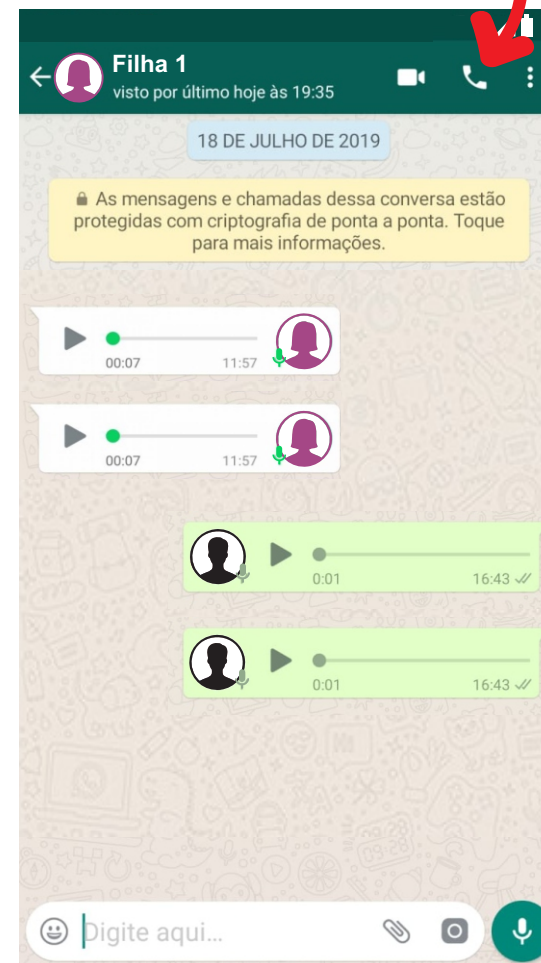 Filha 1
visto por último hoje às 19:35
18 DE JULHO DE 2019
As mensagens e chamadas dessa conversa estão
protegidas com criptografia de ponta a ponta. Toque
para mais informações.
00:07 11:57
00:07 11:57
0:01 16:43
0:01 16:43
Digite aqui...